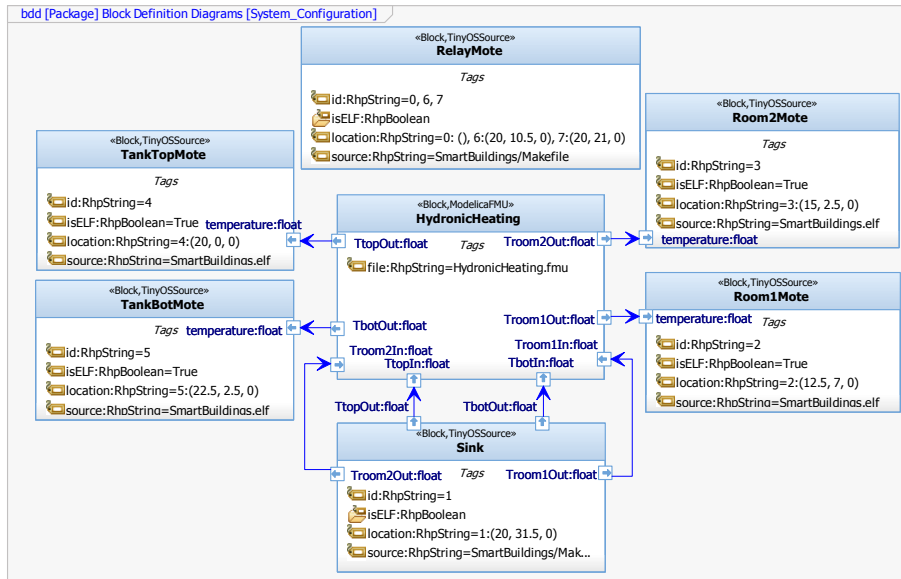 bdd [Package] Block Definition Diagrams [System_Configuration]
«Block,TinyOSSource»
RelayMote
Tags
id:RhpString=0, 6, 7
isELF:RhpBoolean
location:RhpString=0: (), 6:(20, 10.5, 0), 7:(20, 21, 0)
source:RhpString=SmartBuildings/Makefile
«Block,TinyOSSource»
TankTopMote
Tags
id:RhpString=4
isELF:RhpBoolean=True
temperature:float
location:RhpString=4:(20, 0, 0)
source:RhpString=SmartBuildings.elf
«Block,TinyOSSource»
Room2Mote
Tags
id:RhpString=3
isELF:RhpBoolean=True
location:RhpString=3:(15, 2.5, 0)
source:RhpString=SmartBuildings.elf
temperature:float
«Block,ModelicaFMU»
HydronicHeating
TtopOut:float
Tags
Troom2Out:float
file:RhpString=HydronicHeating.fmu
TbotOut:float
Troom1Out:float
Troom2In:float
Troom1In:float
TtopIn:float
TbotIn:float
«Block,TinyOSSource»
TankBotMote
Tags
temperature:float
id:RhpString=5
isELF:RhpBoolean=True
location:RhpString=5:(22.5, 2.5, 0)
source:RhpString=SmartBuildings.elf
«Block,TinyOSSource»
Room1Mote
temperature:float
Tags
id:RhpString=2
isELF:RhpBoolean=True
location:RhpString=2:(12.5, 7, 0)
source:RhpString=SmartBuildings.elf
TtopOut:float
TbotOut:float
«Block,TinyOSSource»
Sink
Troom2Out:float
Tags
Troom1Out:float
id:RhpString=1
isELF:RhpBoolean
location:RhpString=1:(20, 31.5, 0)
source:RhpString=SmartBuildings/Mak...